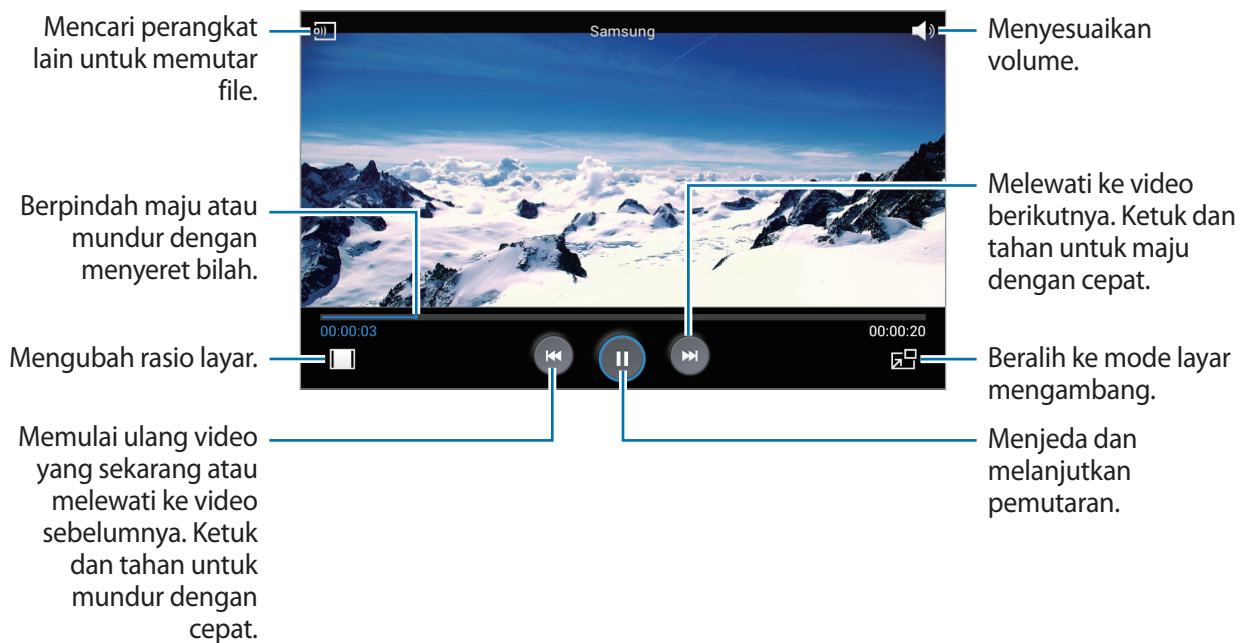 Mencari perangkat
lain untuk memutar
file.
Samsung
Menyesuaikan
volume.
Berpindah maju atau
mundur dengan
menyeret bilah.
Melewati ke video
berikutnya. Ketuk dan
tahan untuk maju
dengan cepat.
00:00:03
00:00:20
Mengubah rasio layar.
Beralih ke mode layar
mengambang.
Memulai ulang video
yang sekarang atau
melewati ke video
sebelumnya. Ketuk
dan tahan untuk
mundur dengan
cepat.
Menjeda dan
melanjutkan
pemutaran.